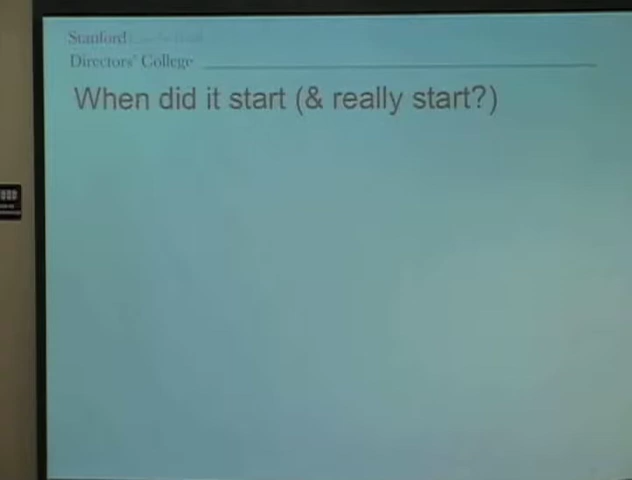 Stanford
Directors' College
When did it start (& really start?)